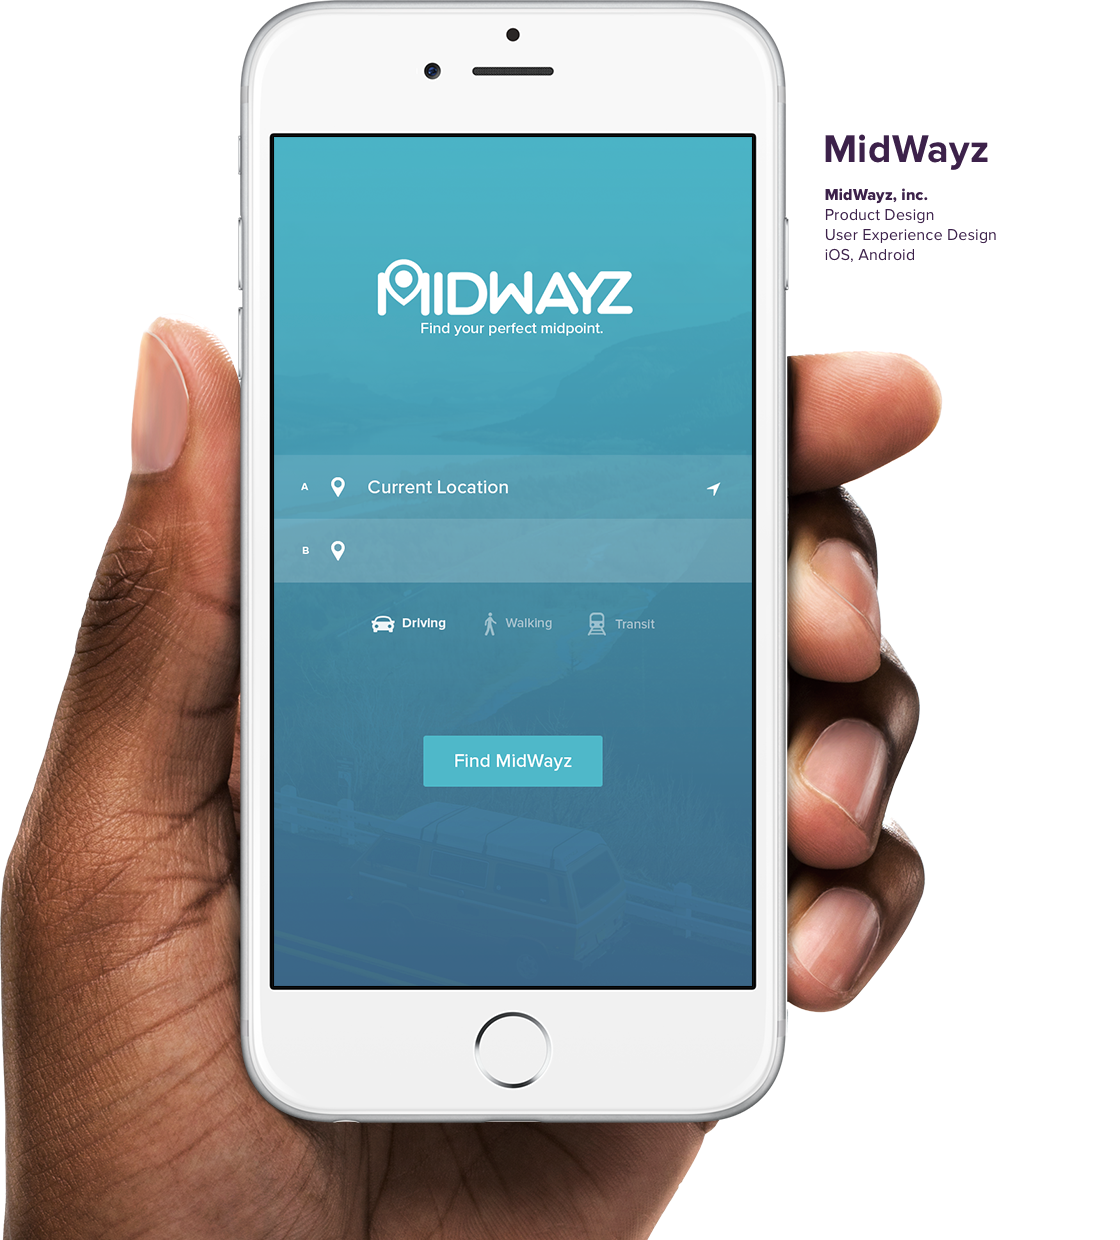 MidWayz
MidWayz, inc.
Product Design
User Experience Design
iOS, Android
MIDWAYZ
Find your perfect midpoint.
A Current Location
B
Driving Walking Transit
Find MidWayz